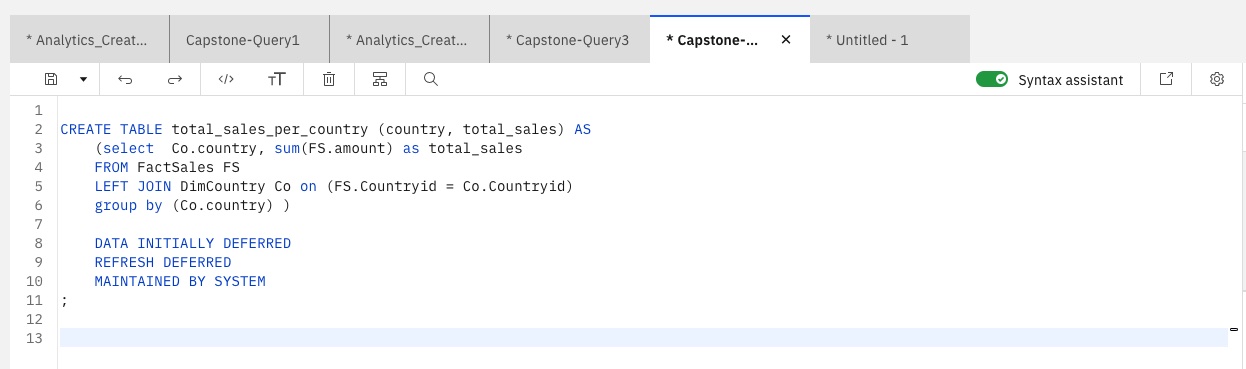 * Analytics_Creat... Capstone-Query1 * Analytics_Creat... * Capstone-Query3 * Capstone-... × * Untitled - 1
</> TT Syntax assistant
1
2 CREATE TABLE total_sales_per_country (country, total_sales) AS
3 (select  Co.country, sum(FS.amount) as total_sales
4 FROM FactSales FS
5 LEFT JOIN DimCountry Co on (FS.Countryid = Co.Countryid)
6 group by (Co.country) )
7
8 DATA INITIALLY DEFERRED
9 REFRESH DEFERRED
10 MAINTAINED BY SYSTEM
11 ;
12
13